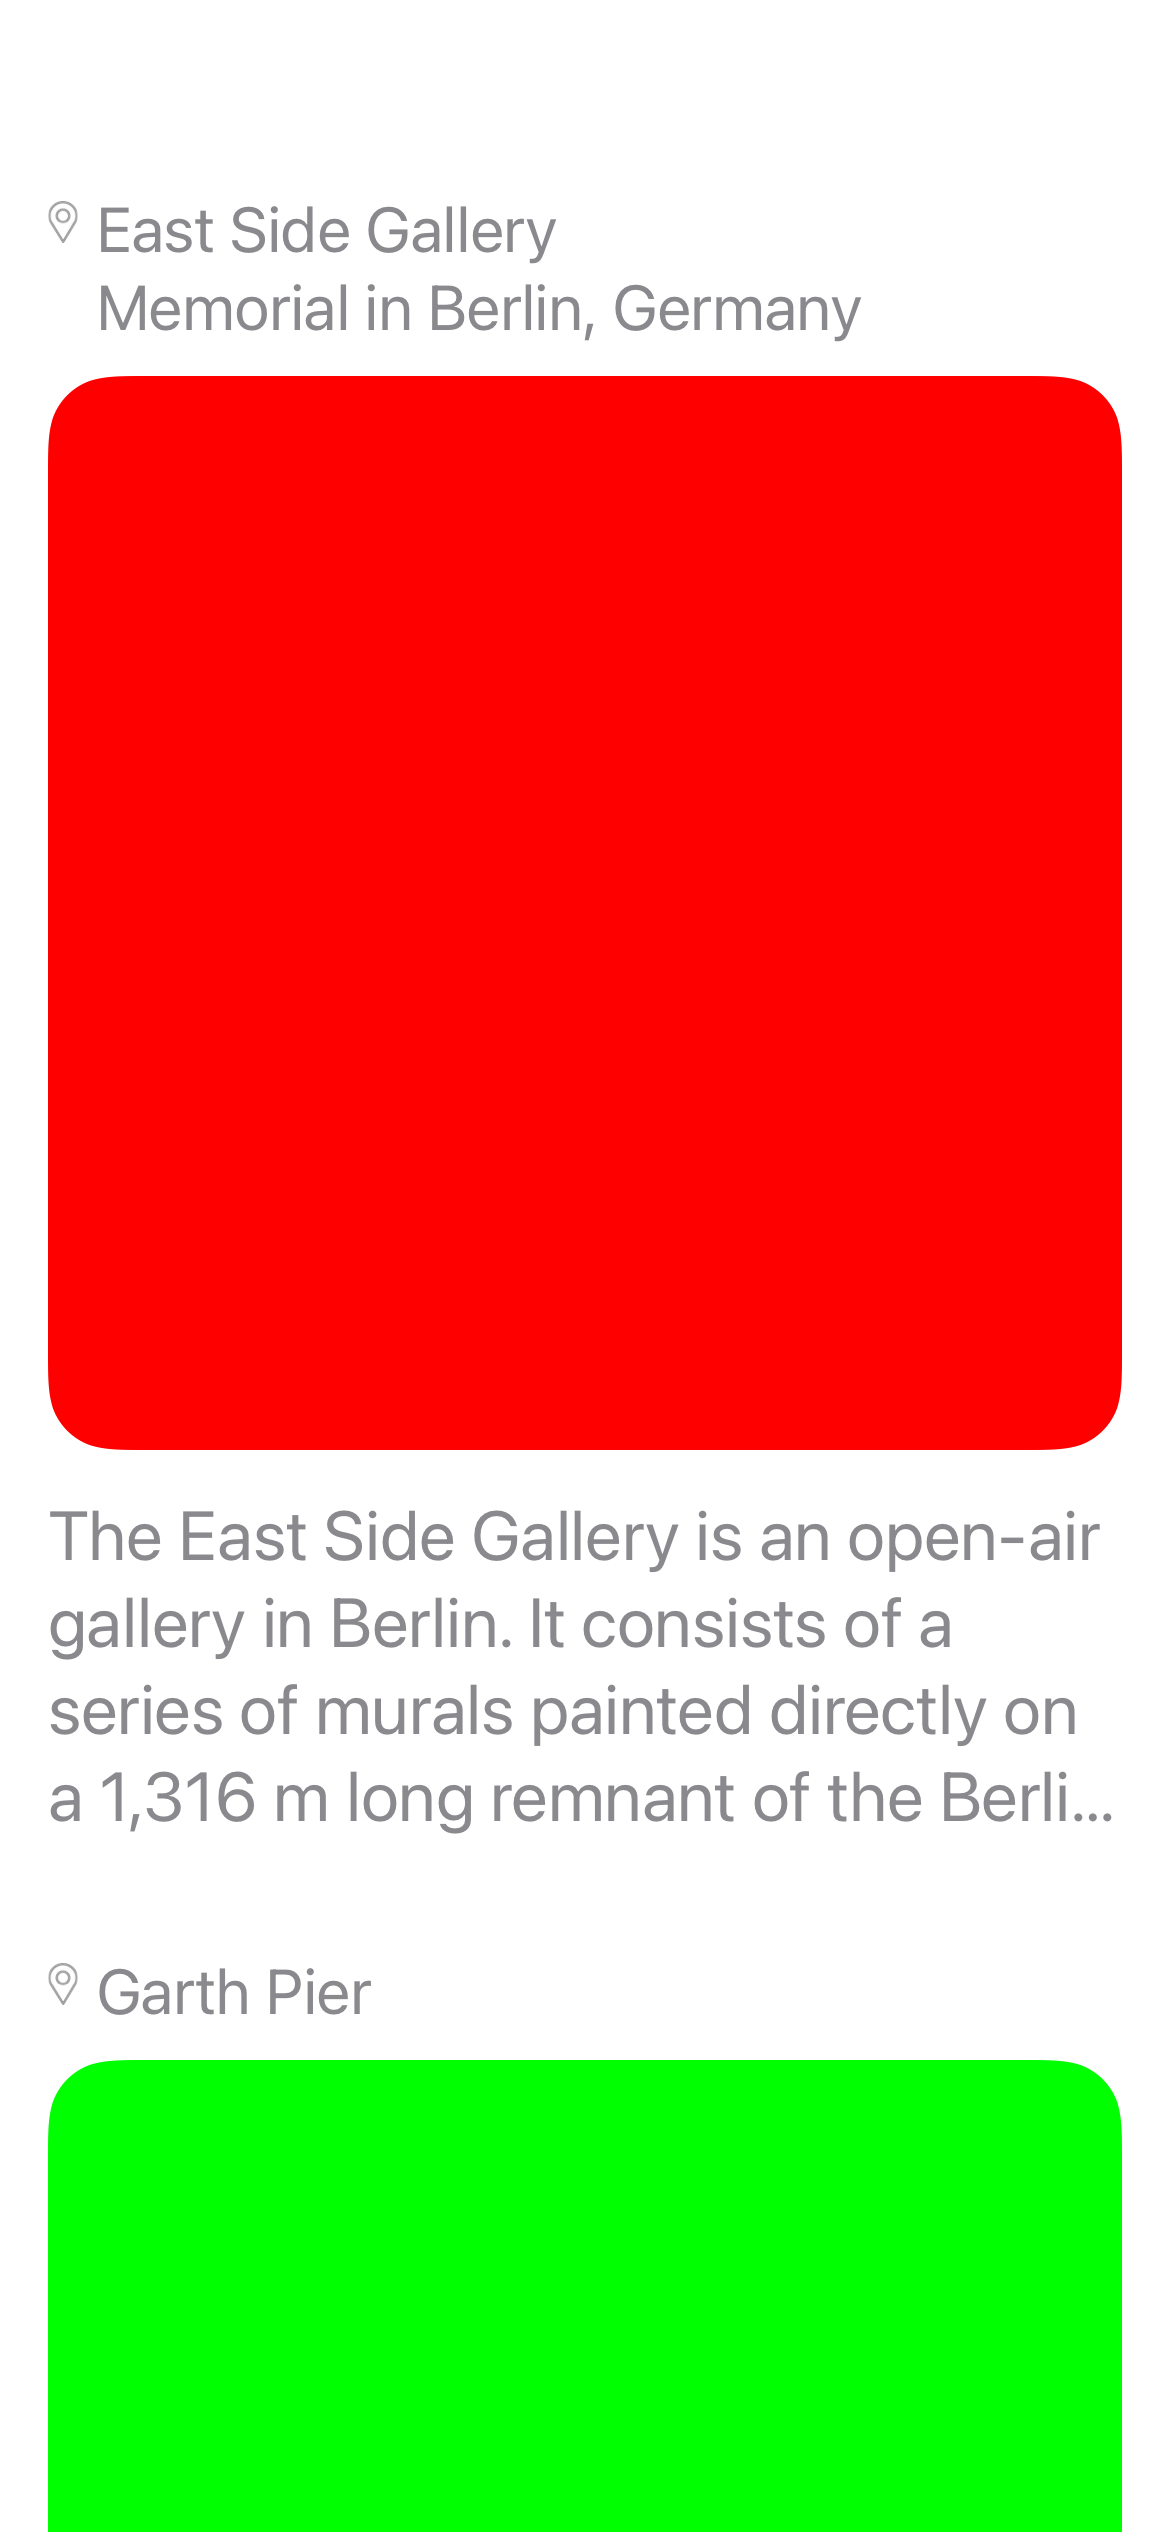 East Side Gallery
Memorial in Berlin, Germany
The East Side Gallery is an open-air
gallery in Berlin. It consists of a
series of murals painted directly on
a 1,316 m long remnant of the Berli...
Garth Pier